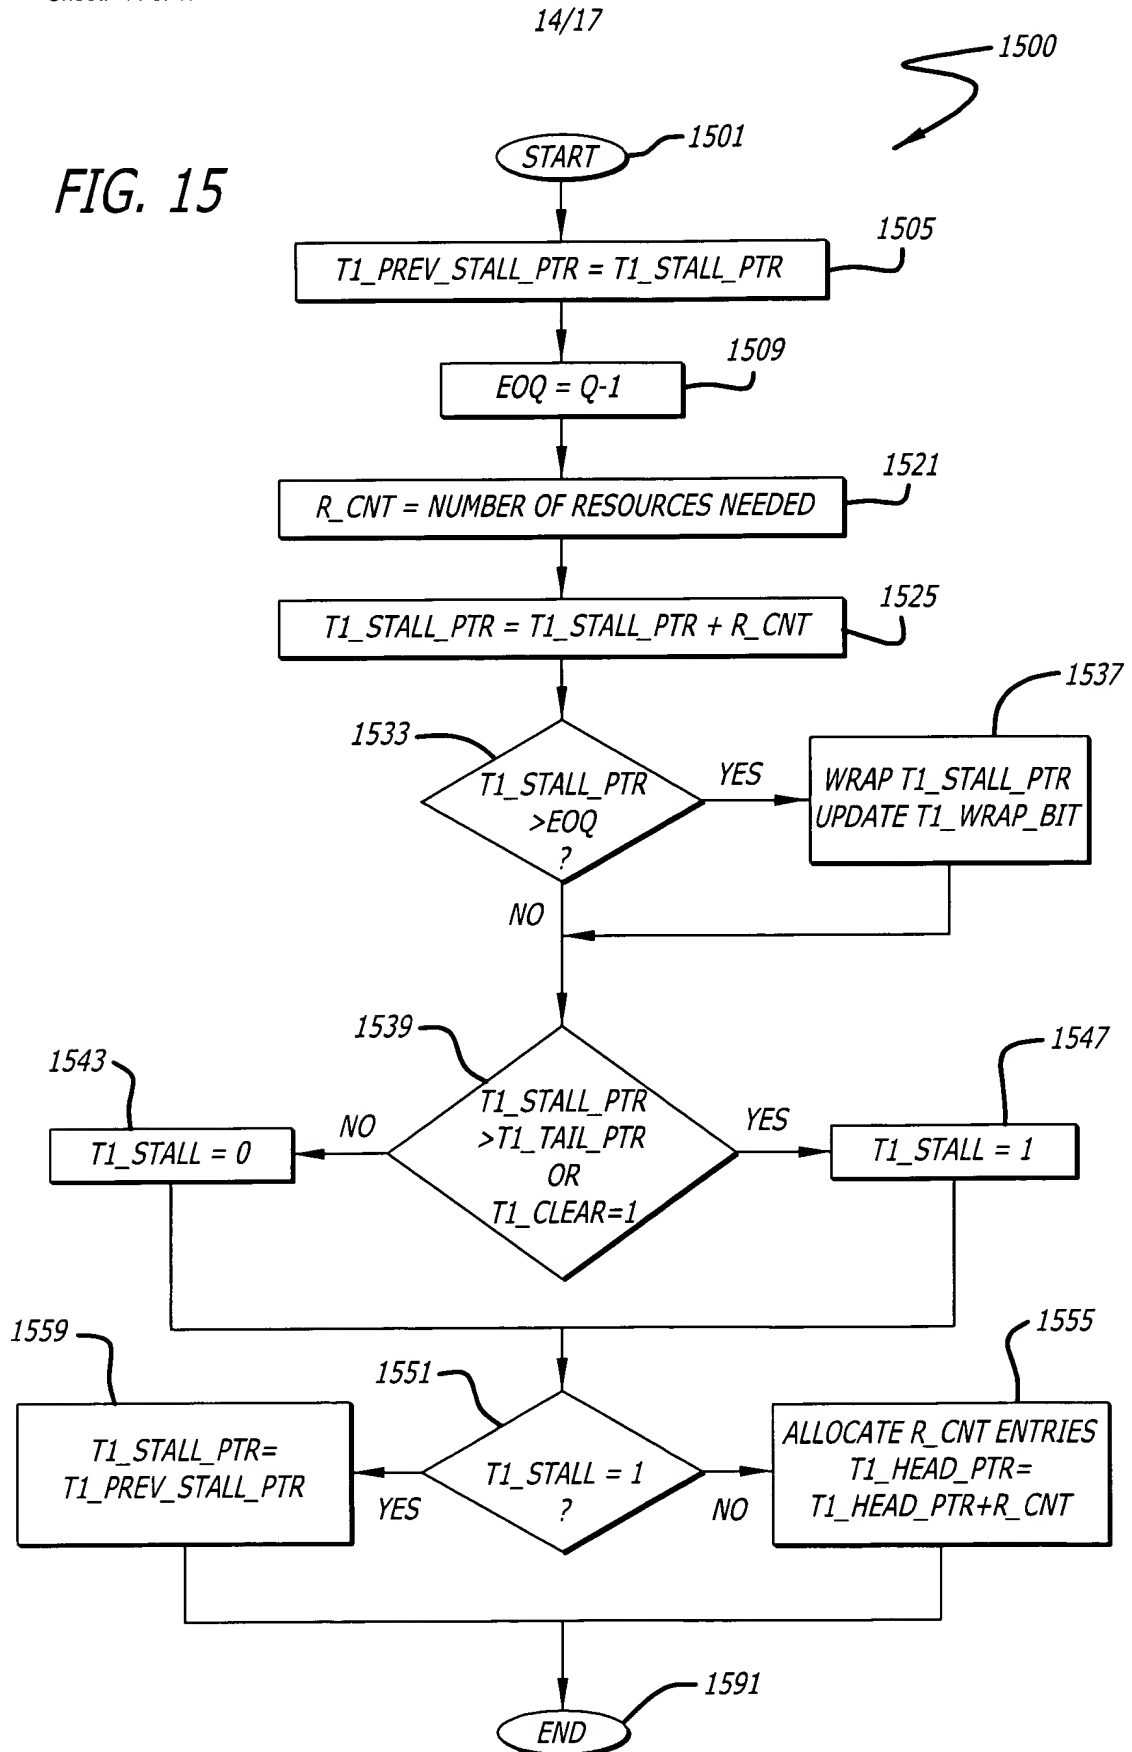 14/17
1500
1501
START
FIG. 15
1505
T1_PREV_STALL_PTR = T1_STALL_PTR
1509
EOQ = Q-1
1521
R_CNT = NUMBER OF RESOURCES NEEDED
1525
T1_STALL_PTR = T1_STALL_PTR + R_CNT
1537
1533
T1_STALL_PTR
>EOQ
?
YES
WRAP T1_STALL_PTR
UPDATE T1_WRAP_BIT
NO
1539
1543
1547
T1_STALL_PTR
>T1_TAIL_PTR
OR
T1_CLEAR=1
NO
YES
T1_STALL = 0
T1_STALL = 1
1559
1555
1551
T1_STALL_PTR=
T1_PREV_STALL_PTR
YES
T1_STALL = 1
?
NO
ALLOCATE R_CNT ENTRIES
T1_HEAD_PTR=
T1_HEAD_PTR+R_CNT
1591
END